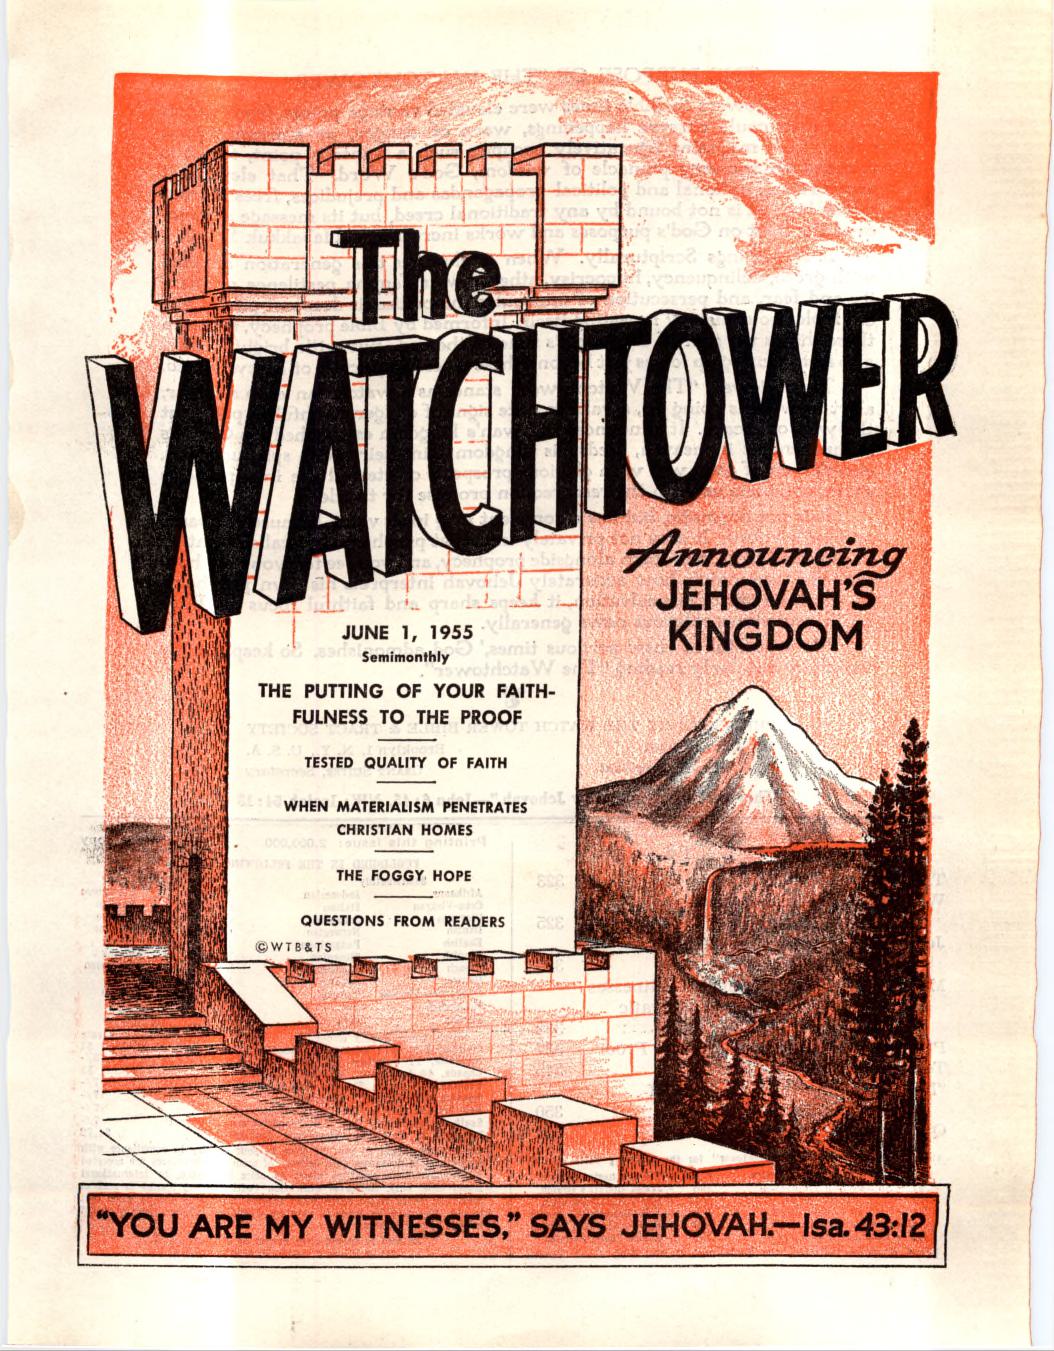 The
WATCHTOWER
Announcing
JEHOVAH'S
KINGDOM
JUNE 1, 1955
Semimonthly
THE PUTTING OF YOUR FAITH-
FULNESS TO THE PROOF
TESTED QUALITY OF FAITH
WHEN MATERIALISM PENETRATES
CHRISTIAN HOMES
THE FOGGY HOPE
QUESTIONS FROM READERS
©WTB&TS
"YOU ARE MY WITNESSES," SAYS JEHOVAH.—Isa. 43:12